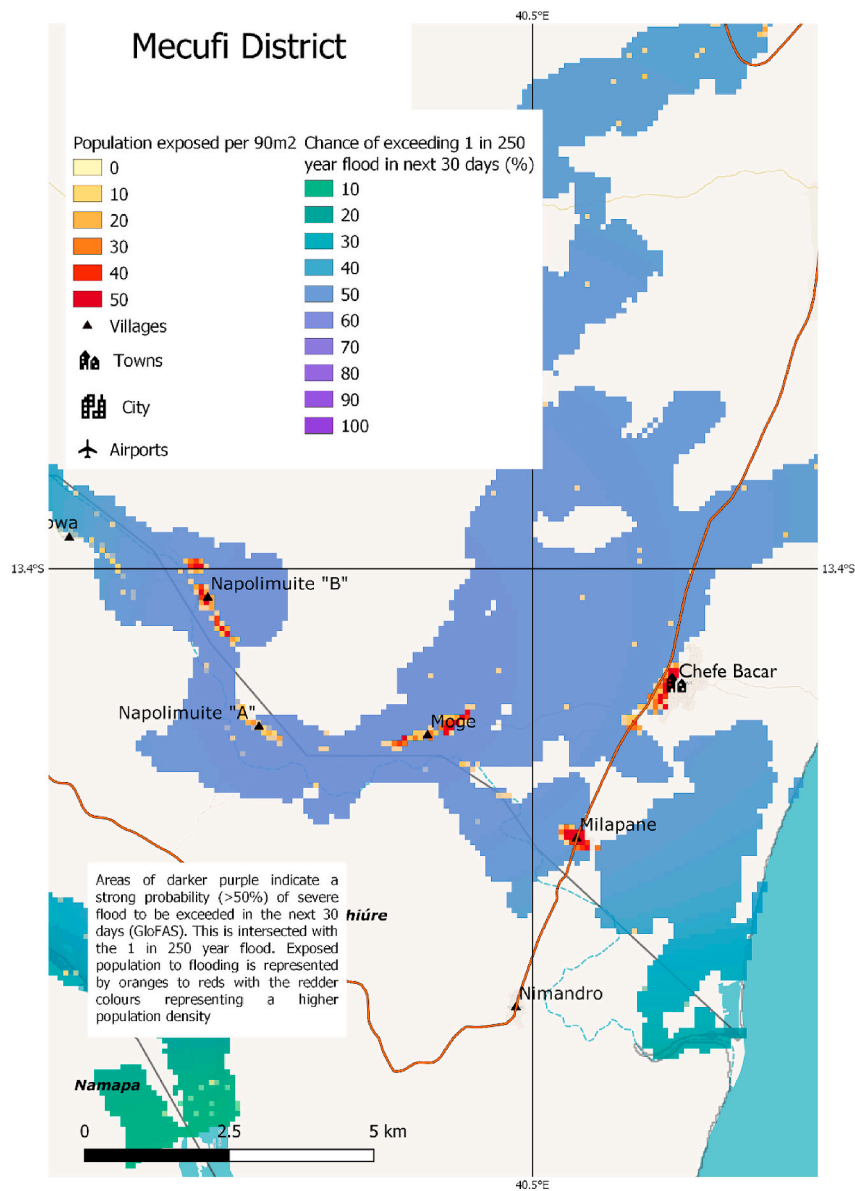 40.5°E
Mecufi District
Population exposed per 90m2
0
10
20
30
40
50
Villages
Towns
City
Airports
Chance of exceeding 1 in 250
year flood in next 30 days (%)
10
20
30
40
50
60
70
80
90
100
owa
13.4°S
13.4°S
Napolimuite "B"
Chefe Bacar
Napolimuite "A"
Moge
Milapane
Areas of darker purple indicate a
strong probability (>50%) of severe
flood to be exceeded in the next 30
days (GloFAS). This is intersected with
the 1 in 250 year flood. Exposed
population to flooding is represented
by oranges to reds with the redder
colours representing a higher
population density
hiúre
Nimandro
Namapa
0
2.5
5 km
40.5°E